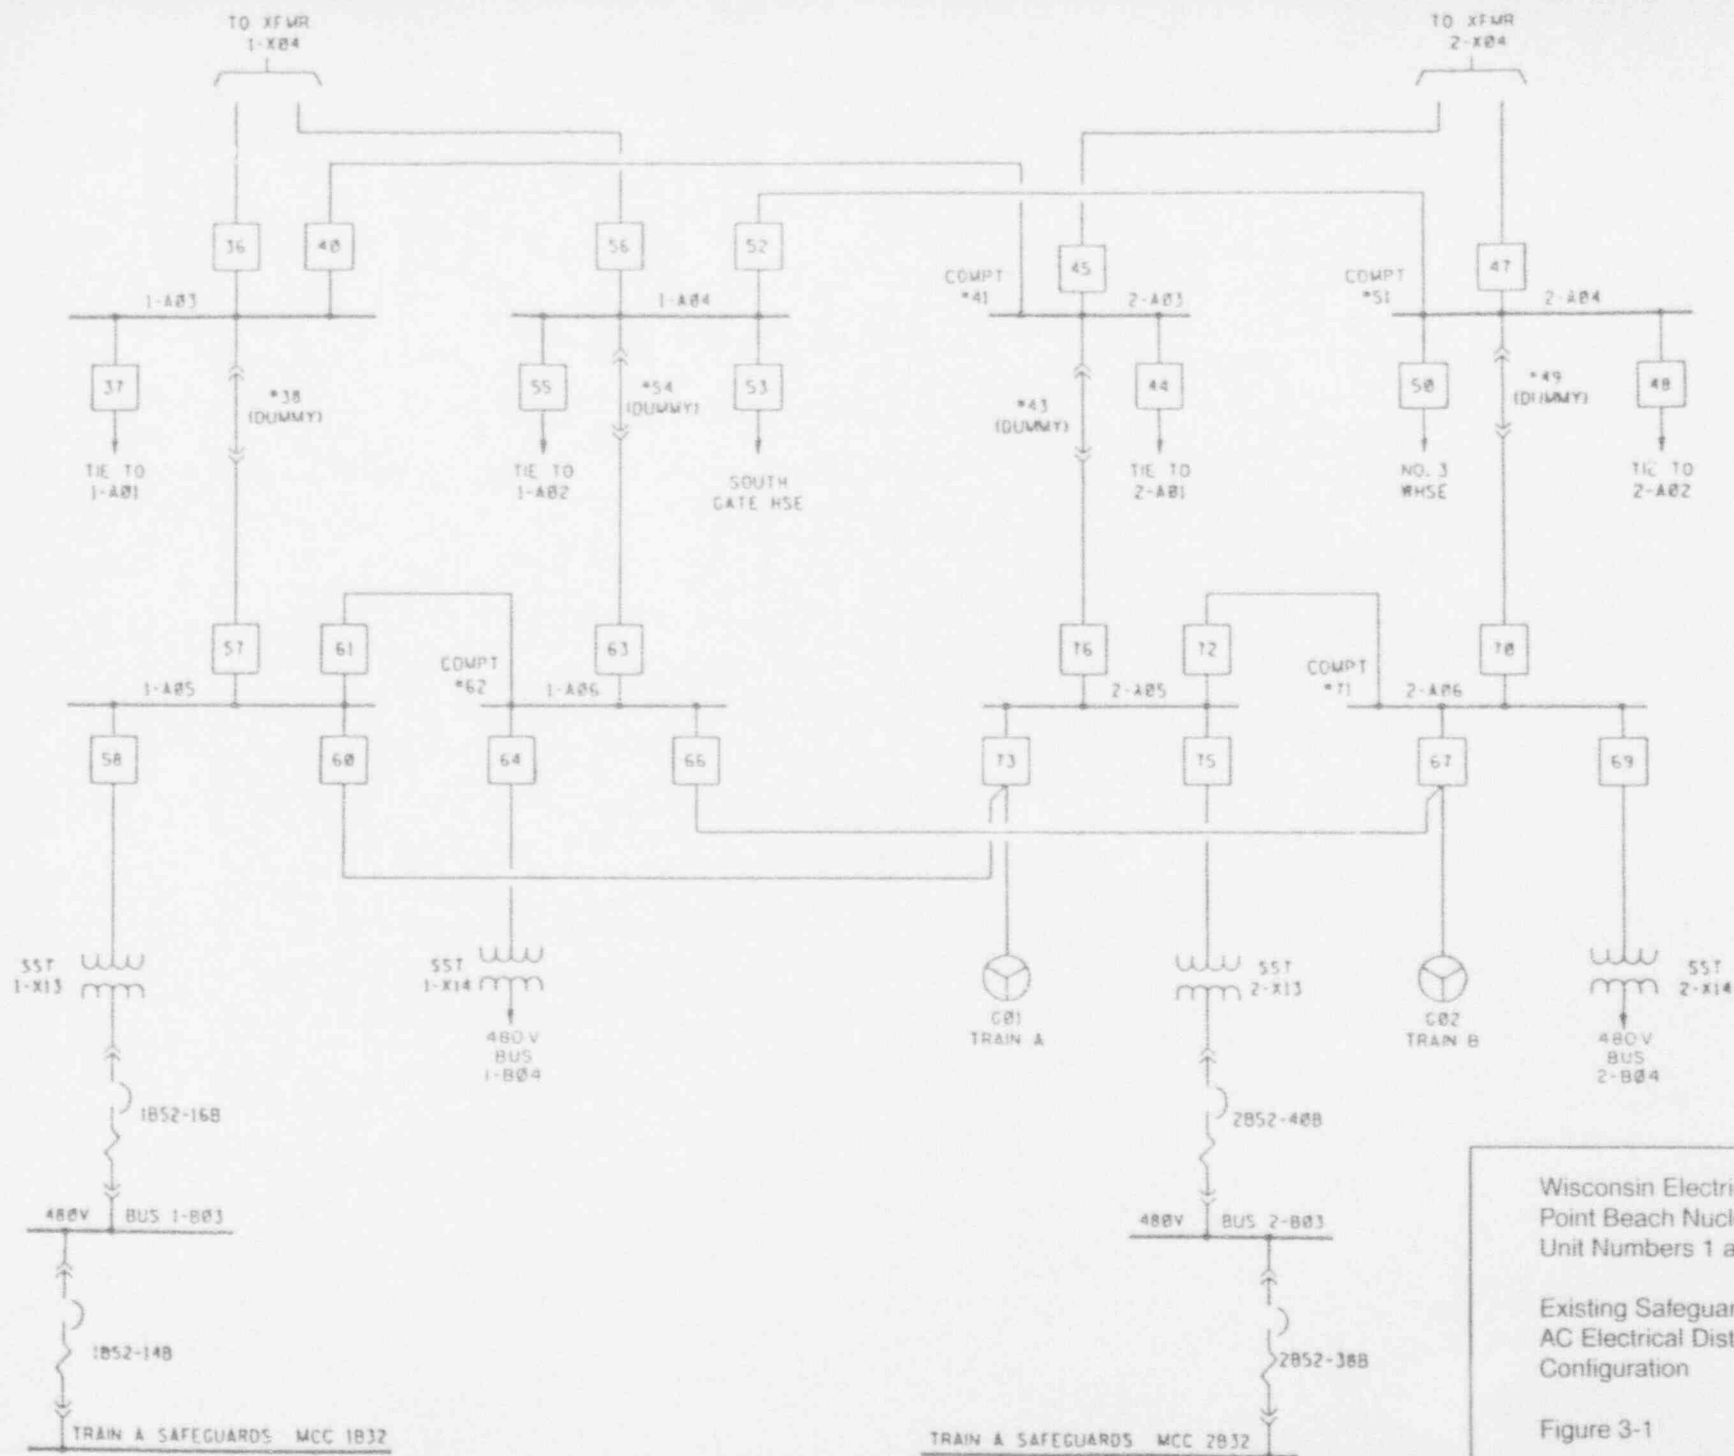 TO XFMR
1-X04
TO XFMR
2-X04
36
40
56
52
45
47
COMPT
*41
COMPT
*51
1-A03
1-A04
2-A03
2-A04
37
*38
(DUMMY)
55
*54
(DUMMY)
53
*43
(DUMMY)
44
50
*49
(DUMMY)
48
TIE TO
1-A01
TIE TO
1-A02
SOUTH
GATE HSE
TIE TO
2-A01
NO. 3
WHSE
TIE TO
2-A02
57
61
63
76
72
70
COMPT
*62
COMPT
*71
1-A05
1-A06
2-A05
2-A06
58
60
64
66
73
75
67
69
SST
1-X13
SST
1-X14
SST
2-X13
SST
2-X14
G01
TRAIN A
G02
TRAIN B
480V
BUS
1-B04
480V
BUS
2-B04
1B52-16B
2B52-40B
480V BUS 1-B03
480V BUS 2-B03
1B52-14B
2B52-38B
TRAIN A SAFEGUARDS MCC 1B32
TRAIN A SAFEGUARDS MCC 2B32
Wisconsin Electri
Point Beach Nucl
Unit Numbers 1 a
Existing Safeguar
AC Electrical Dist
Configuration
Figure 3-1